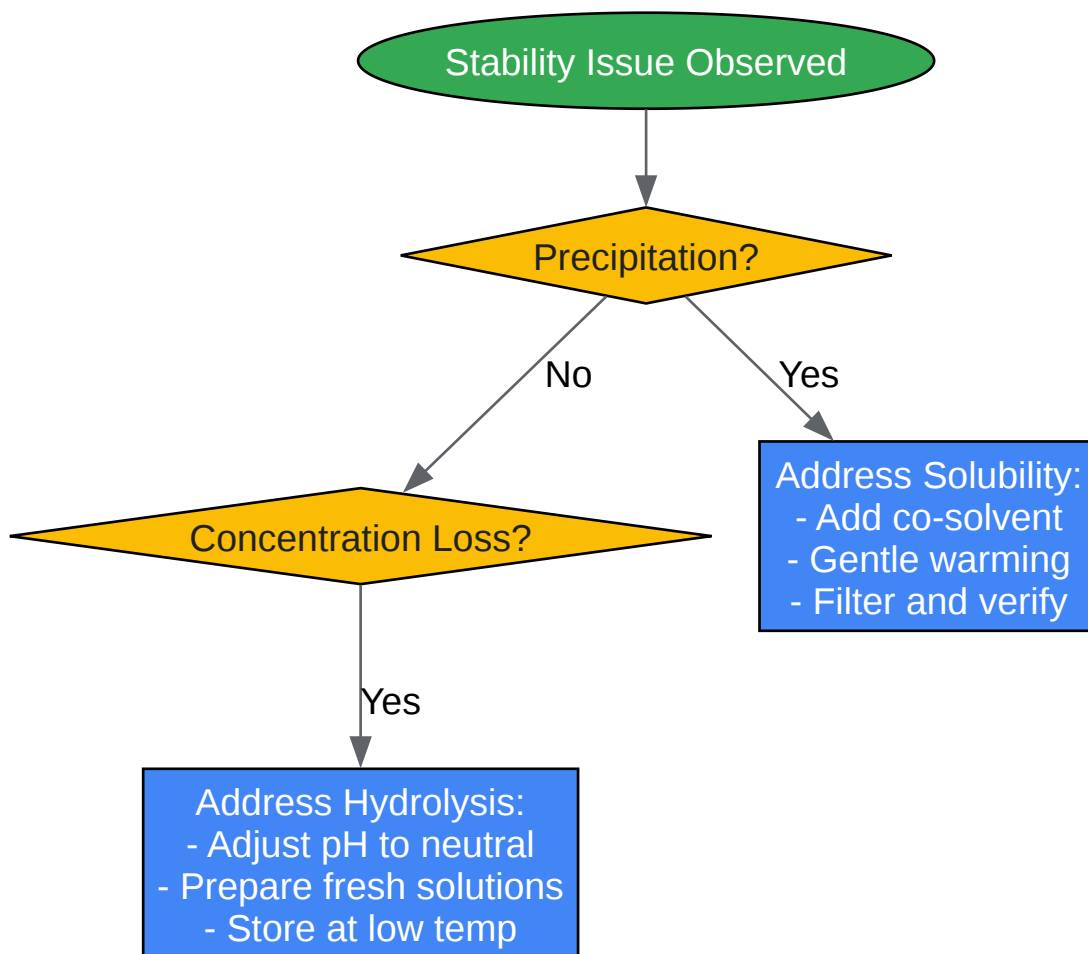 Stability Issue Observed
Precipitation?
No
Yes
Address Solubility:
- Add co-solvent
- Gentle warming
- Filter and verify
Concentration Loss?
Yes
Address Hydrolysis:
- Adjust pH to neutral
- Prepare fresh solutions
- Store at low temp